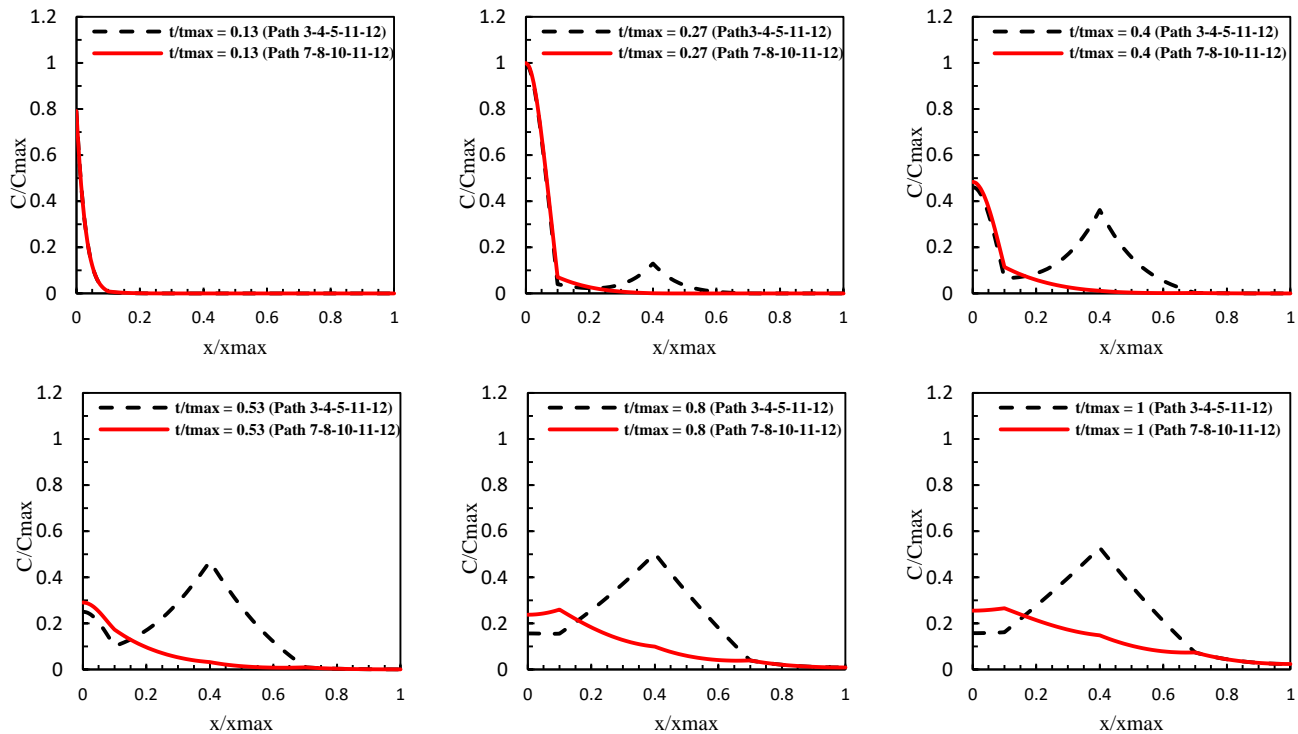 1.2
t/tmax = 0.13 (Path 3-4-5-11-12)
t/tmax = 0.13 (Path 7-8-10-11-12)
1
0.8
0.6
0.4
0.2
0
C/Cmax
0 0.2 0.4 0.6 0.8 1
x/xmax
1.2
t/tmax = 0.27 (Path3-4-5-11-12)
t/tmax = 0.27 (Path 7-8-10-11-12)
1
0.8
0.6
0.4
0.2
0
C/Cmax
0 0.2 0.4 0.6 0.8 1
x/xmax
1.2
t/tmax = 0.4 (Path 3-4-5-11-12)
t/tmax = 0.4 (Path 7-8-10-11-12)
1
0.8
0.6
0.4
0.2
0
C/Cmax
0 0.2 0.4 0.6 0.8 1
x/xmax
1.2
t/tmax = 0.53 (Path 3-4-5-11-12)
t/tmax = 0.53 (Path 7-8-10-11-12)
1
0.8
0.6
0.4
0.2
0
C/Cmax
0 0.2 0.4 0.6 0.8 1
x/xmax
1.2
t/tmax = 0.8 (Path 3-4-5-11-12)
t/tmax = 0.8 (Path 7-8-10-11-12)
1
0.8
0.6
0.4
0.2
0
C/Cmax
0 0.2 0.4 0.6 0.8 1
x/xmax
1.2
t/tmax = 1 (Path 3-4-5-11-12)
t/tmax = 1 (Path 7-8-10-11-12)
1
0.8
0.6
0.4
0.2
0
C/Cmax
0 0.2 0.4 0.6 0.8 1
x/xmax